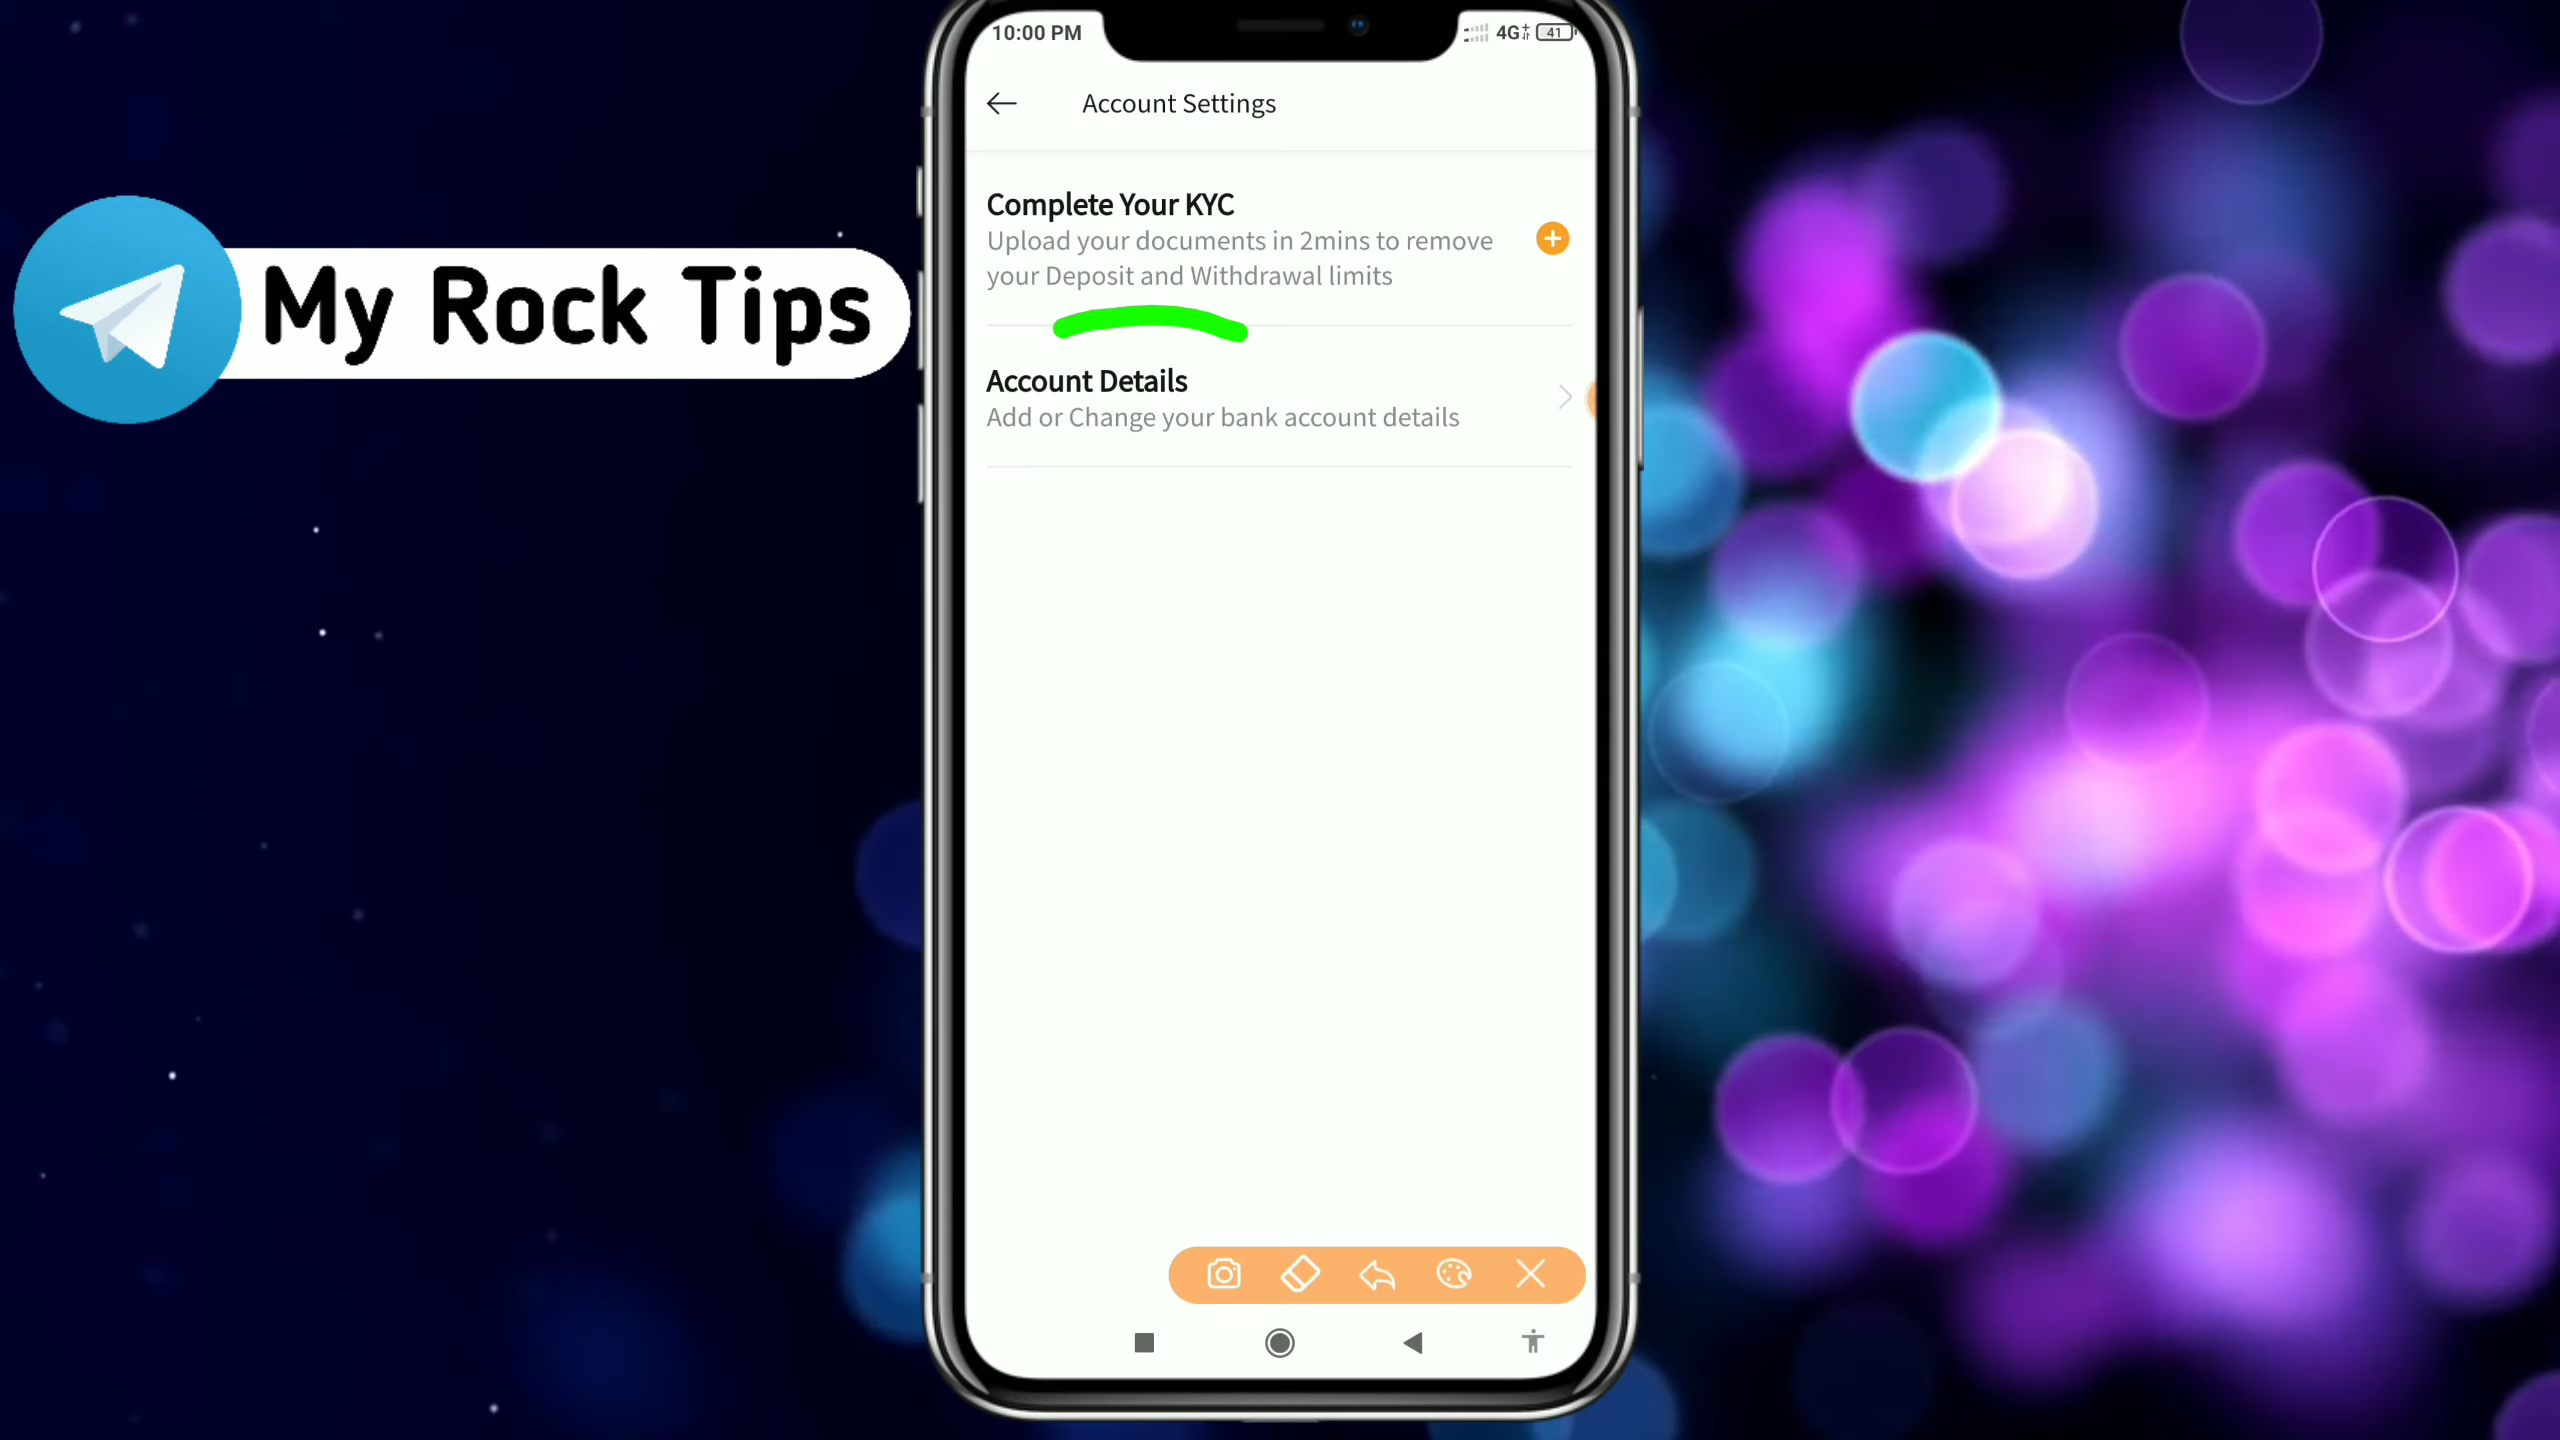 My Rock Tips
10:00 PM
4G+
41
Account Settings
Complete Your KYC
Upload your documents in 2mins to remove
your Deposit and Withdrawal limits
Account Details
Add or Change your bank account details